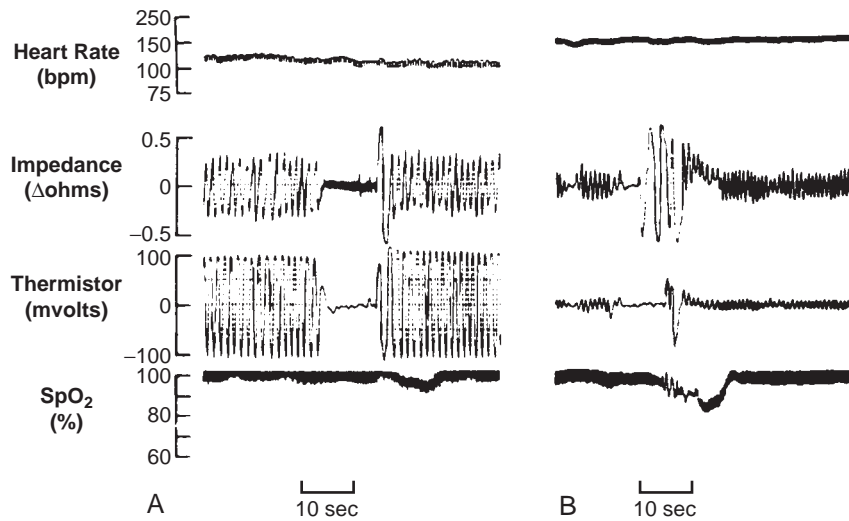 250
Heart Rate
(bpm)
150
100
75
Impedance
(Δohms)
0.5
0
−0.5
Thermistor
(mvolts)
100
0
−100
SpO₂
(%)
100
80
60
A
10 sec
B
10 sec